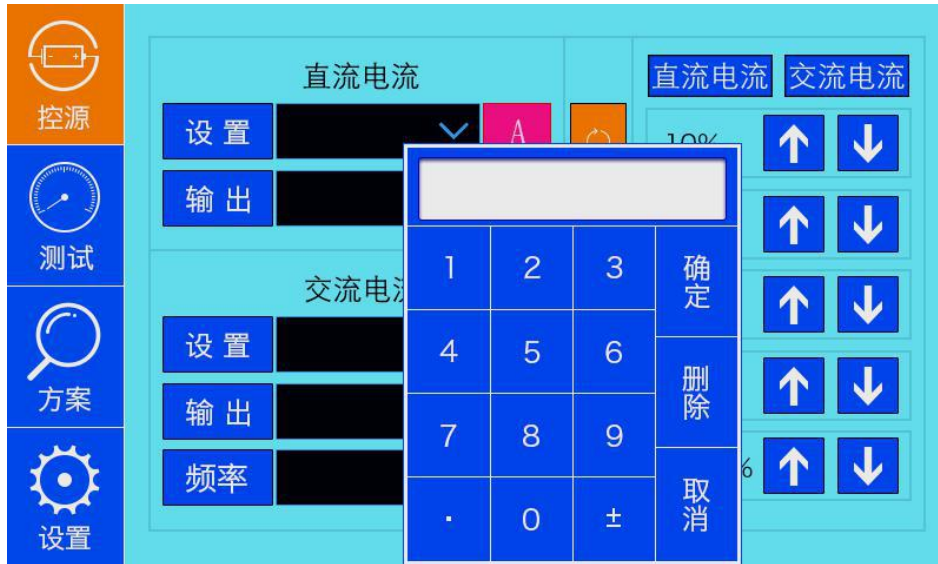 控源
测试
方案
设置
直流电流
设置
A
输出
交流电
设置
输出
频率
直流电流 交流电流
10%
%
1 2 3
4 5 6
7 8 9
. 0 ±
确定
删除
取消